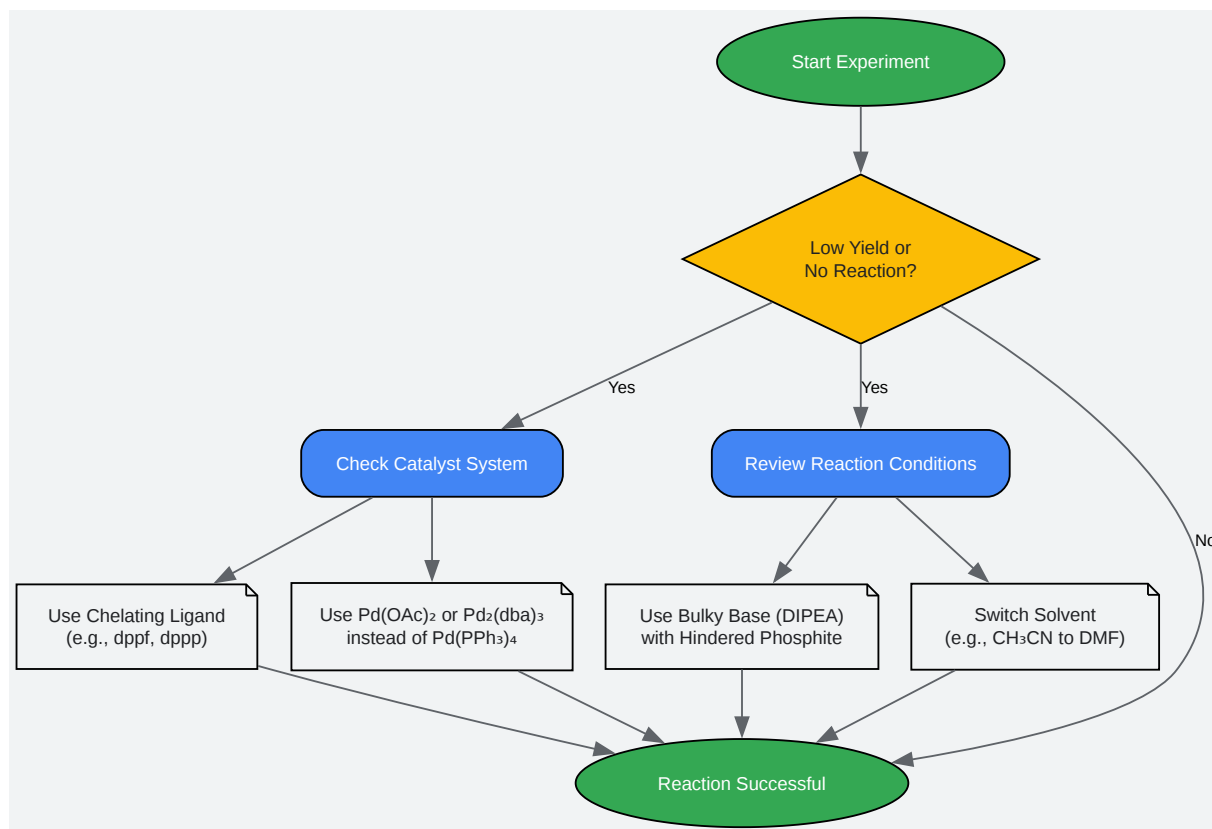 Start Experiment
Low Yield or
No Reaction?
Yes
Yes
Check Catalyst System
Review Reaction Conditions
No
Use Chelating Ligand
(e.g., dppf, dppp)
Use Pd(OAc)₂ or Pd₂(dba)₃
instead of Pd(PPh₃)₄
Use Bulky Base (DIPEA)
with Hindered Phosphite
Switch Solvent
(e.g., CH₃CN to DMF)
Reaction Successful